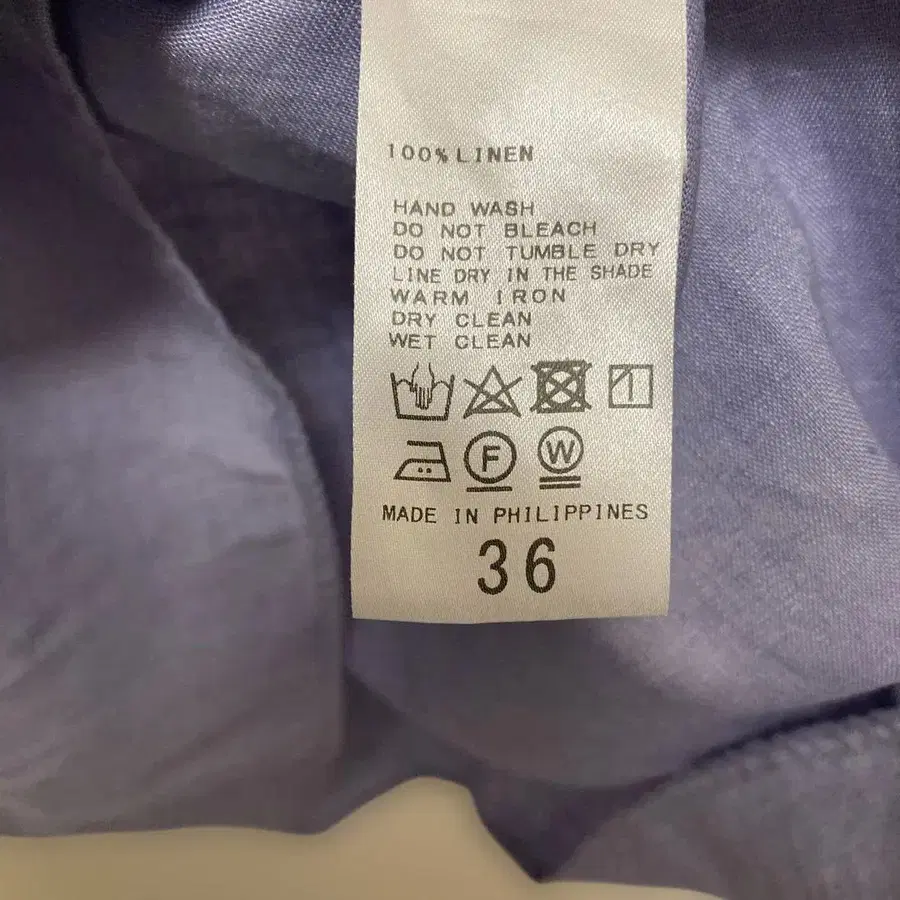 100% LINEN
HAND WASH
DO NOT BLEACH
DO NOT TUMBLE DRY
LINE DRY IN THE SHADE
WARM IRON
DRY CLEAN
WET CLEAN
F W
MADE IN PHILIPPINES
36